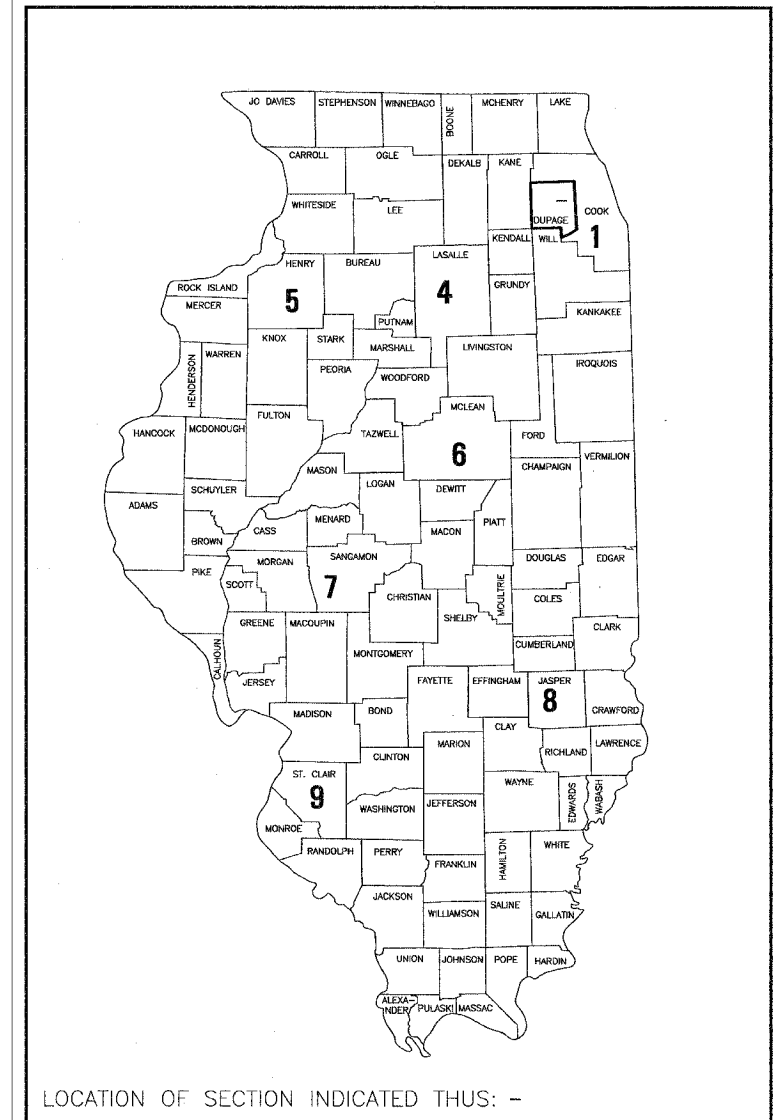 JO DAVIES STEPHENSON WINNEBAGO BOONE MCHENRY LAKE
CARROLL OGLE DEKALB KANE
WHITESIDE LEE DUPAGE COOK
1
KENDALL WILL
HENRY BUREAU LASALLE
ROCK ISLAND 5 4 GRUNDY
MERCER PUTNAM KANKAKEE
KNOX STARK MARSHALL LIVINGSTON
HENDERSON WARREN PEORIA WOODFORD IROQUOIS
MCLEAN
HANCOCK MCDONOUGH FULTON TAZWELL FORD
6
MASON CHAMPAIGN VERMILION
SCHUYLER LOGAN DEWITT
ADAMS MENARD PIATT
BROWN CASS MACON
PIKE MORGAN SANGAMON DOUGLAS EDGAR
SCOTT 7 CHRISTIAN MOULTRIE COLES
GREENE MACOUPIN SHELBY CLARK
CALHOUN MONTGOMERY CUMBERLAND
JERSEY FAYETTE EFFINGHAM JASPER
8
MADISON BOND CRAWFORD
CLAY
CLINTON MARION RICHLAND LAWRENCE
ST. CLAIR
9
WASHINGTON JEFFERSON WAYNE EDWARDS WABASH
MONROE
RANDOLPH PERRY FRANKLIN HAMILTON WHITE
JACKSON WILLIAMSON SALINE GALLATIN
UNION JOHNSON POPE HARDIN
ALEXA-
NDER PULASKI MASSAC
LOCATION OF SECTION INDICATED THUS: –